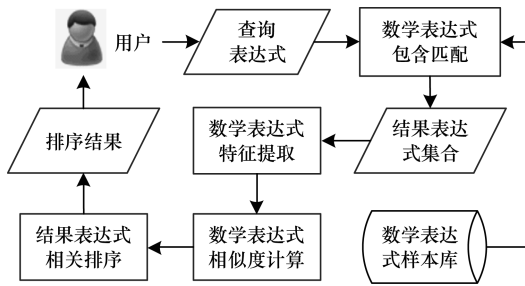 用户
查询
表达式
数学表达式
包含匹配
结果表达
式集合
数学表达式
特征提取
排序结果
结果表达式
相关排序
数学表达式
相似度计算
数学表达
式样本库